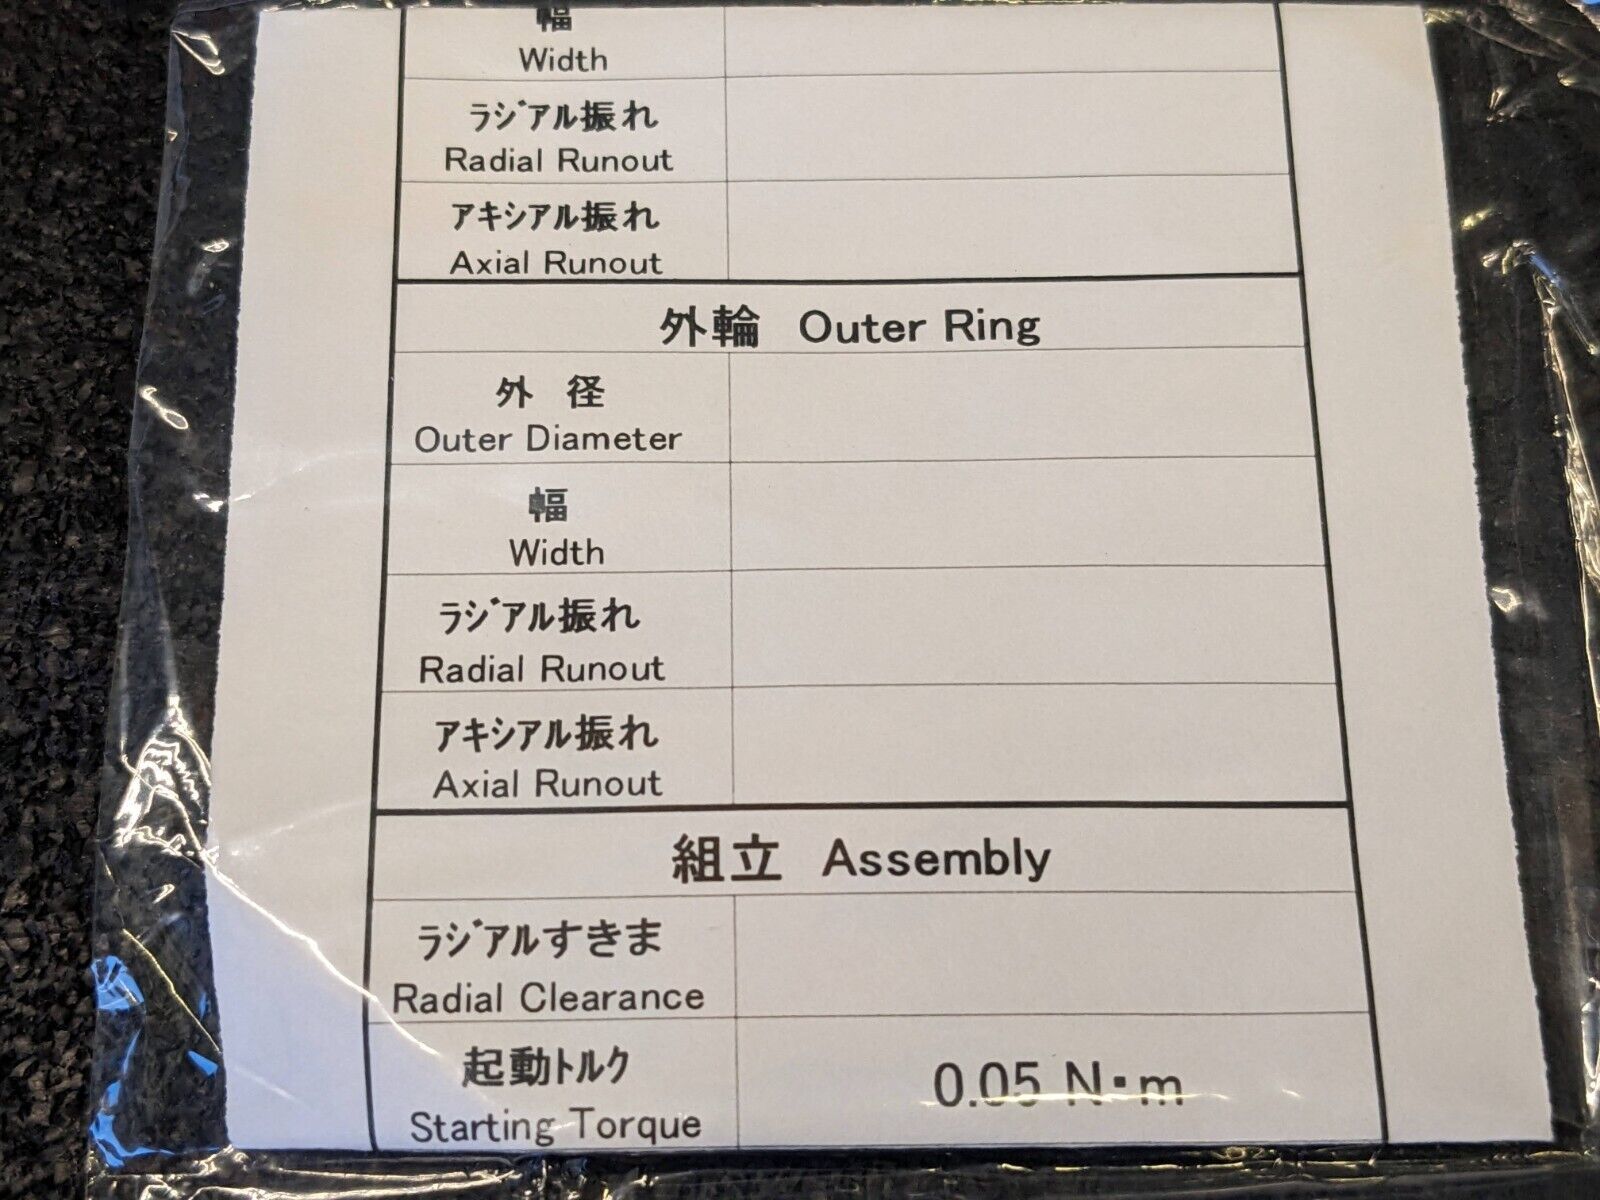 幅
Width
ラジアル振れ
Radial Runout
アキシアル振れ
Axial Runout
外輪 Outer Ring
外 径
Outer Diameter
幅
Width
ラジアル振れ
Radial Runout
アキシアル振れ
Axial Runout
組立 Assembly
ラジアルすきま
Radial Clearance
起動トルク
0.05 N・m
Starting Torque